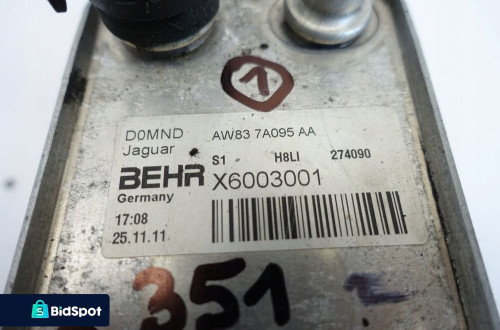 1
D0MND AW83 7A095 AA
Jaguar S1 H8LI 274090
BEHR X6003001
Germany
17:08
25.11.11
351
S BidSpot